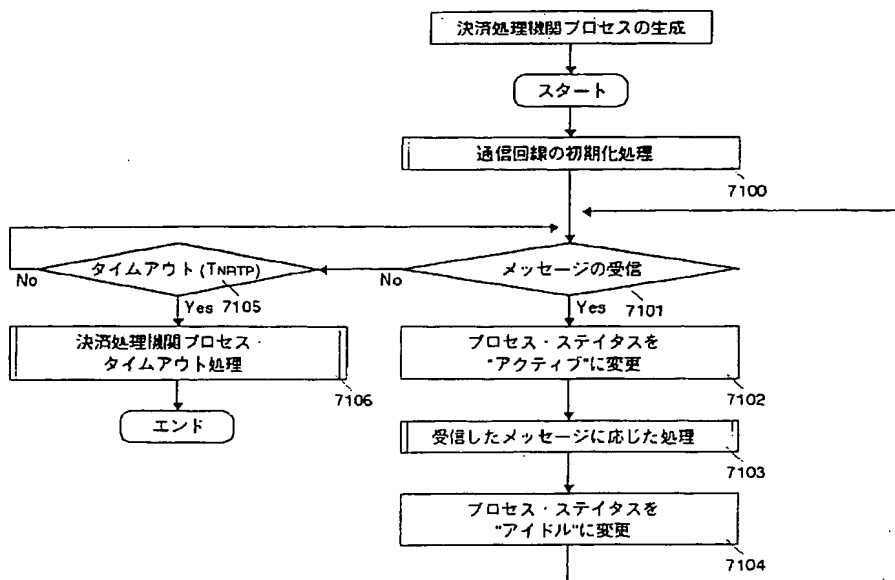 決済処理機関プロセスの生成
スタート
通信回線の初期化処理
7100
メッセージの受信
7101
No
タイムアウト (TNRTP)
7105
No
Yes
決済処理機関プロセス・
タイムアウト処理
7106
エンド
Yes
プロセス・ステイタスを
"アクティブ"に変更
7102
受信したメッセージに応じた処理
7103
プロセス・ステイタスを
"アイドル"に変更
7104